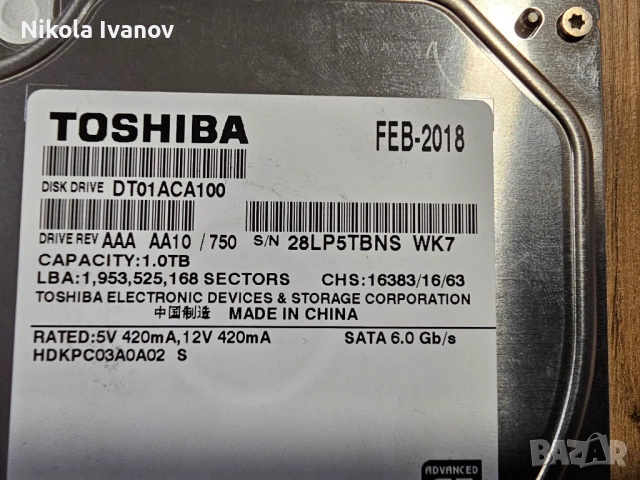 Nikola Ivanov
TOSHIBA
FEB-2018
DISK DRIVE DT01ACA100
DRIVE REV AAA AA10 / 750 S/N 28LP5TBNS WK7
CAPACITY:1.0TB
LBA:1,953,525,168 SECTORS CHS:16383/16/63
TOSHIBA ELECTRONIC DEVICES & STORAGE CORPORATION
中国制造 MADE IN CHINA
RATED:5V 420mA,12V 420mA SATA 6.0 Gb/s
HDKPC03A0A02 S
ADVANCED
BAZAR